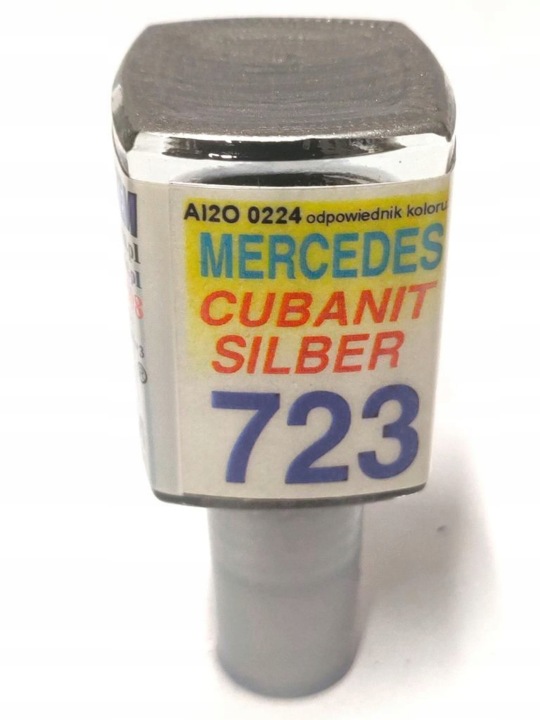 AI2O 0224 odpowiednik koloru
MERCEDES
CUBANIT
SILBER
723